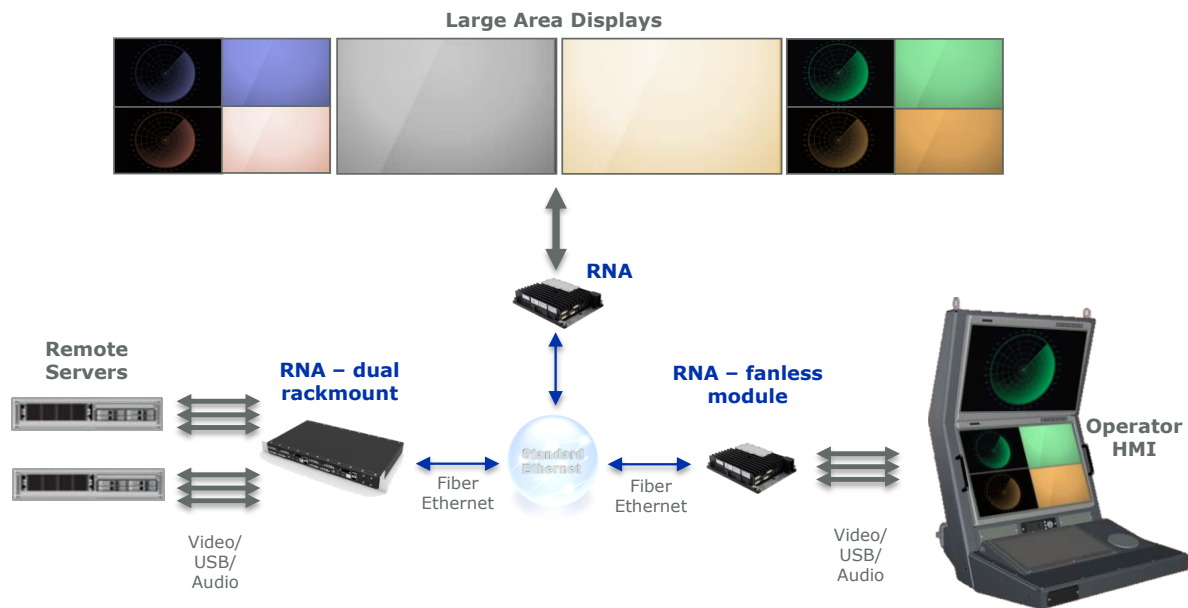 Large Area Displays
RNA
Remote
Servers
RNA – dual
rackmount
RNA – fanless
module
Operator
HMI
Standard
Ethernet
Fiber
Ethernet
Fiber
Ethernet
Video/
USB/
Audio
Video/
USB/
Audio